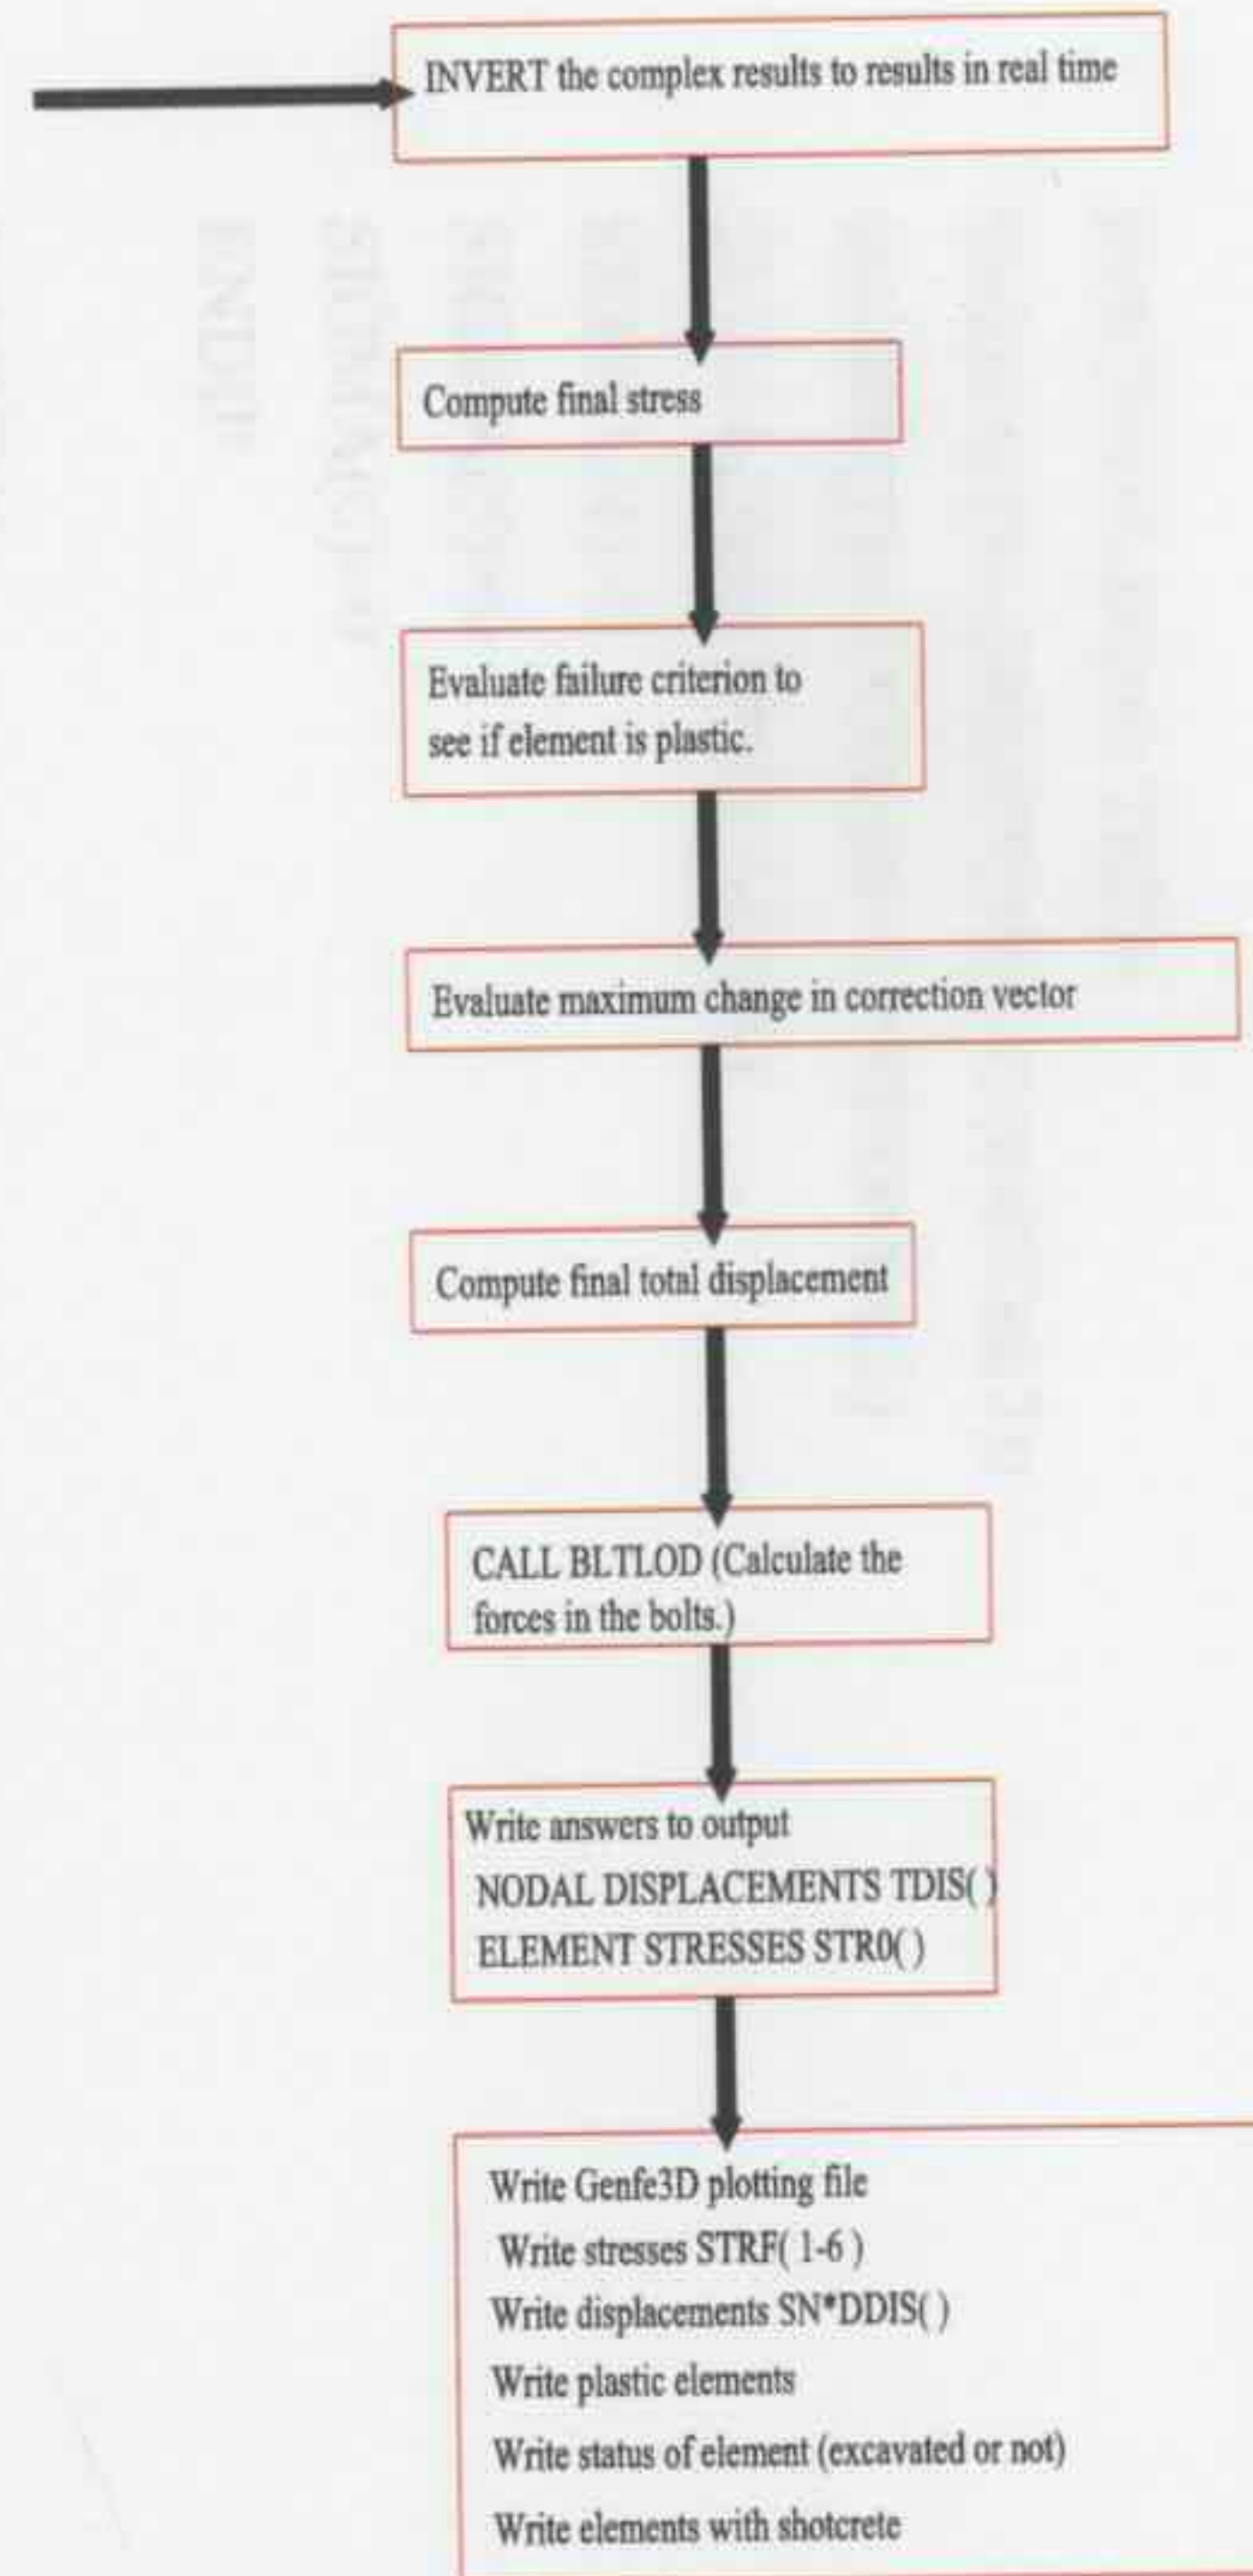 INVERT the complex results to results in real time
Compute final stress
Evaluate failure criterion to
see if element is plastic.
Evaluate maximum change in correction vector
Compute final total displacement
CALL BLTLOD (Calculate the
forces in the bolts.)
Write answers to output
NODAL DISPLACEMENTS TDIS( )
ELEMENT STRESSES STR0( )
Write Genfe3D plotting file
Write stresses STRF( 1-6 )
Write displacements SN*DDIS( )
Write plastic elements
Write status of element (excavated or not)
Write elements with shotcrete